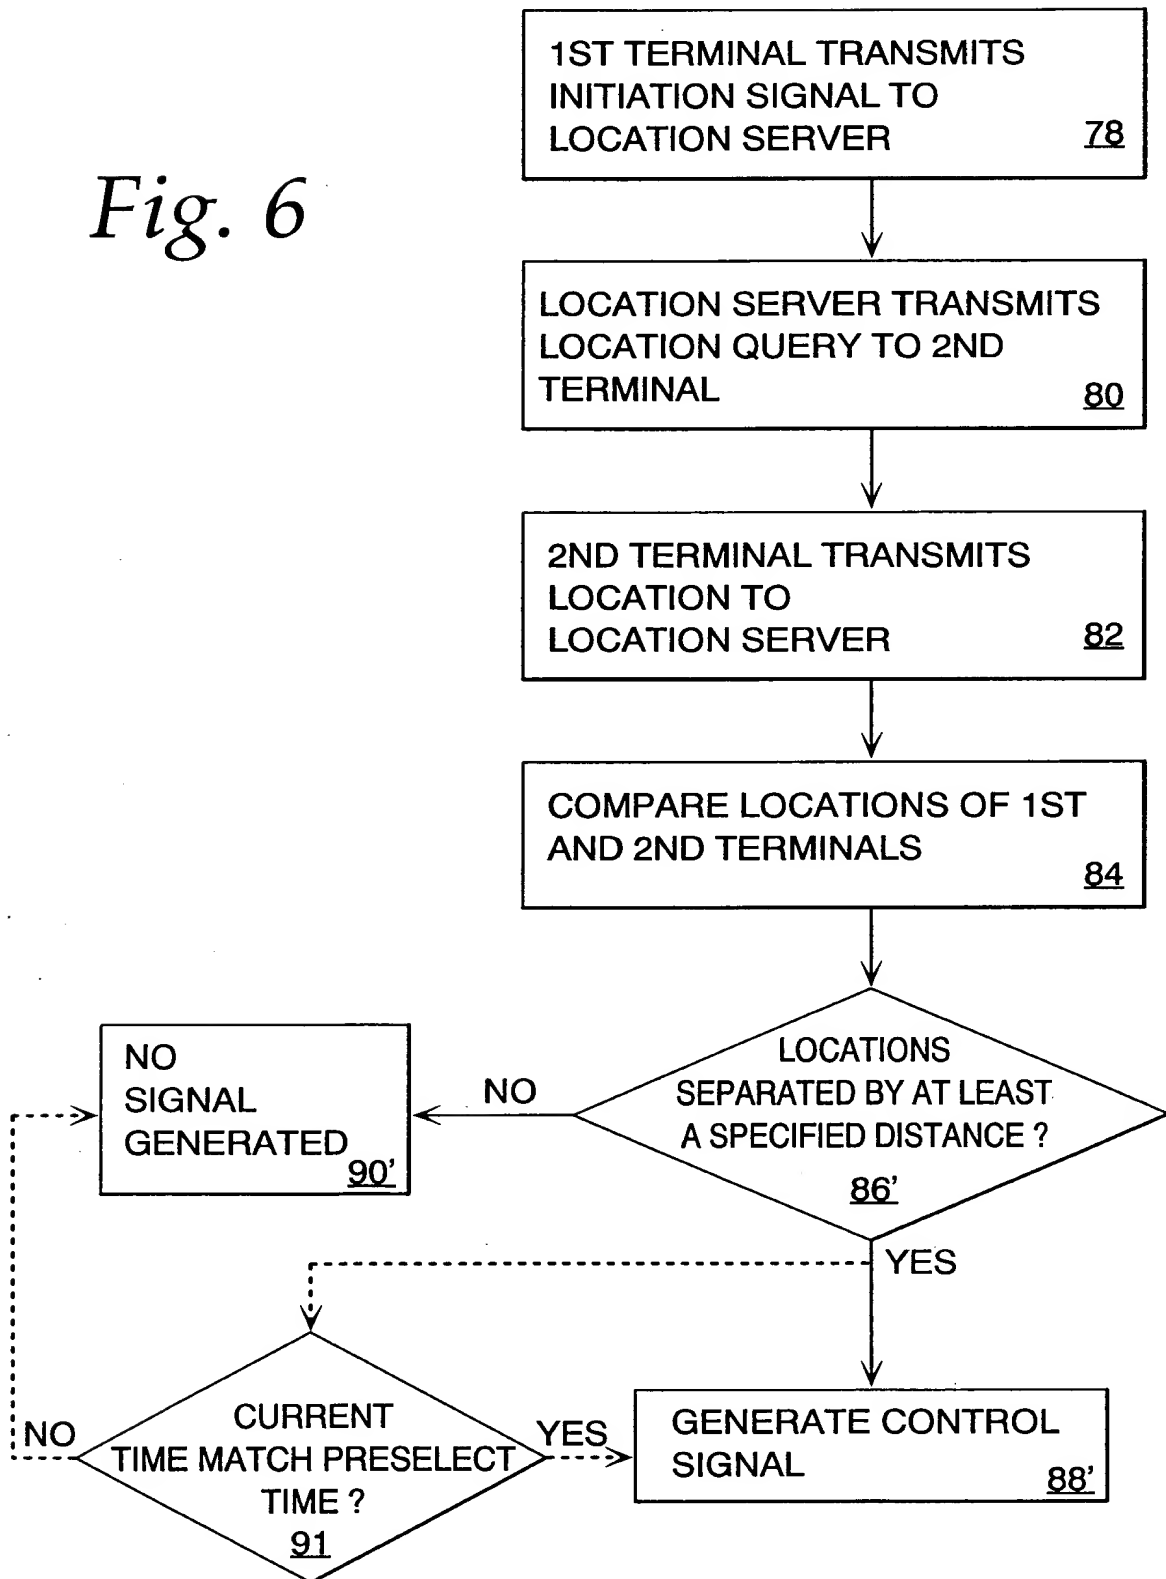 Fig. 6
1ST TERMINAL TRANSMITS
INITIATION SIGNAL TO
LOCATION SERVER
78
LOCATION SERVER TRANSMITS
LOCATION QUERY TO 2ND
TERMINAL
80
2ND TERMINAL TRANSMITS
LOCATION TO
LOCATION SERVER
82
COMPARE LOCATIONS OF 1ST
AND 2ND TERMINALS
84
LOCATIONS
SEPARATED BY AT LEAST
A SPECIFIED DISTANCE ?
86'
NO
NO
SIGNAL
GENERATED
90'
YES
CURRENT
TIME MATCH PRESELECT
TIME ?
91
NO
YES
GENERATE CONTROL
SIGNAL
88'